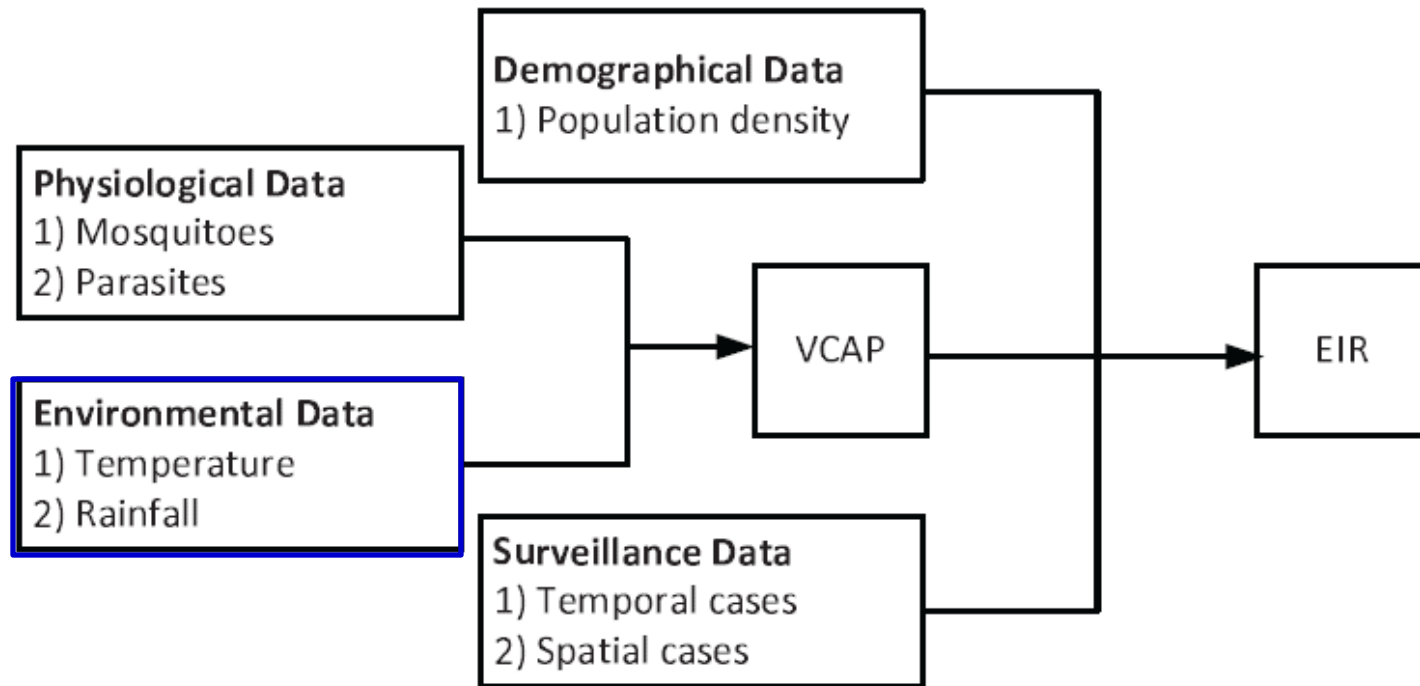 Demographical Data
1) Population density
Physiological Data
1) Mosquitoes
2) Parasites
VCAP
EIR
Environmental Data
1) Temperature
2) Rainfall
Surveillance Data
1) Temporal cases
2) Spatial cases